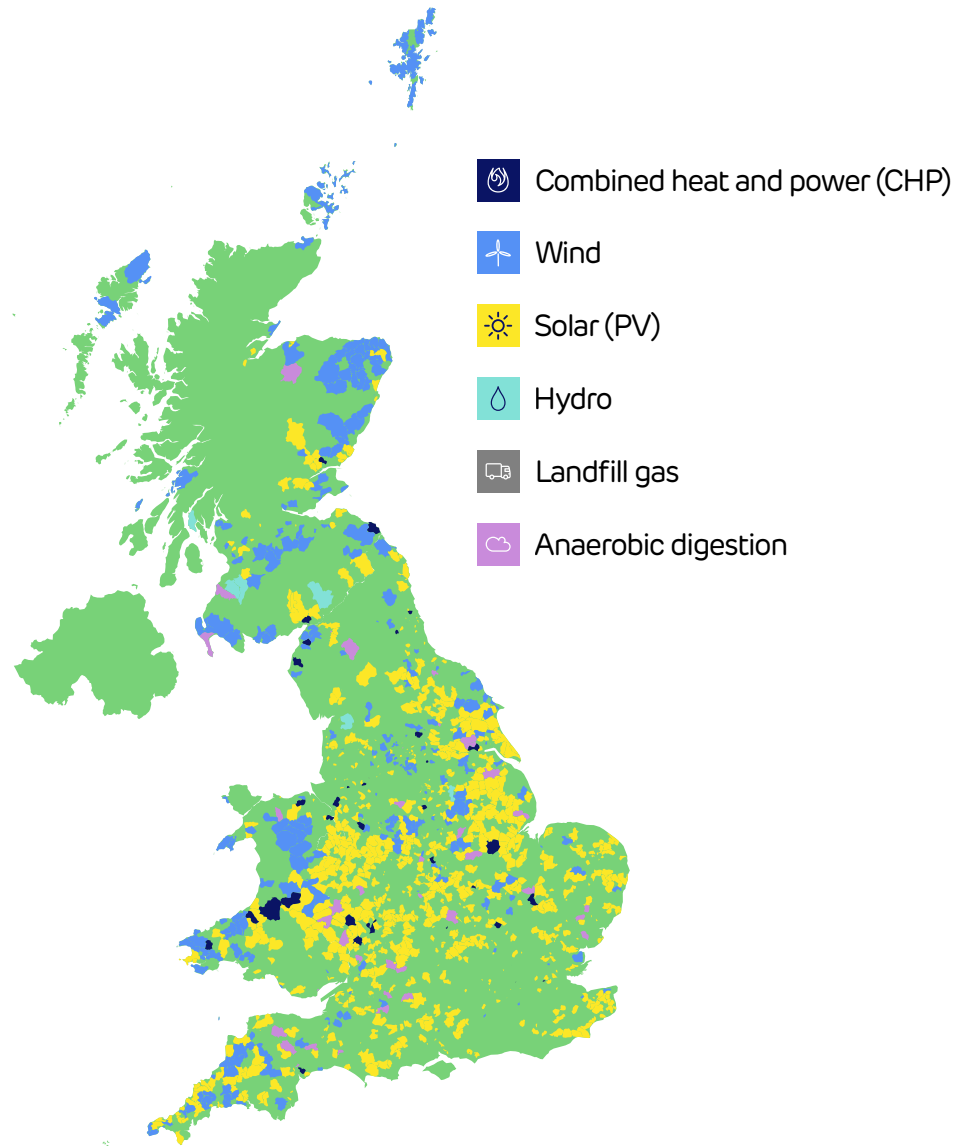 Combined heat and power (CHP)
Wind
Solar (PV)
Hydro
Landfill gas
Anaerobic digestion